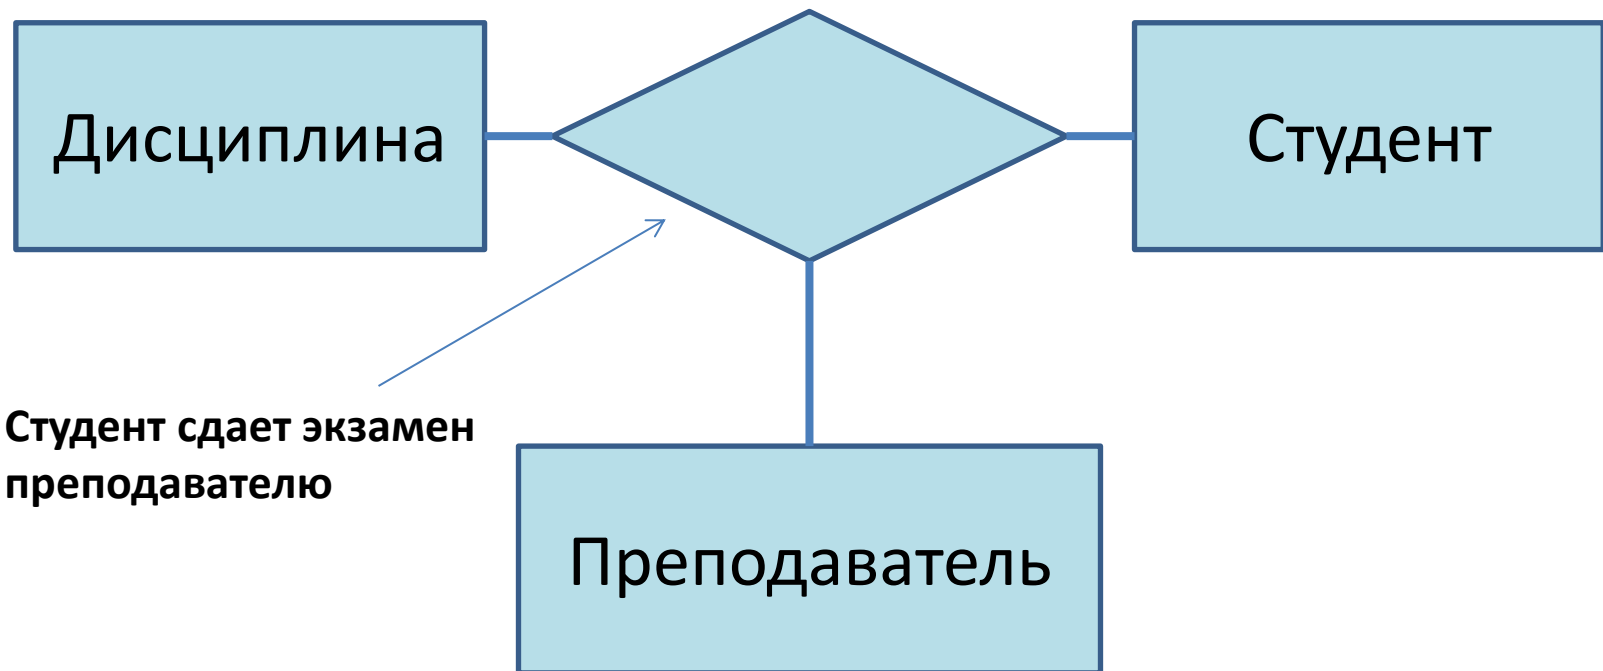 Дисциплина
Студент
Студент сдает экзамен
преподавателю
Преподаватель